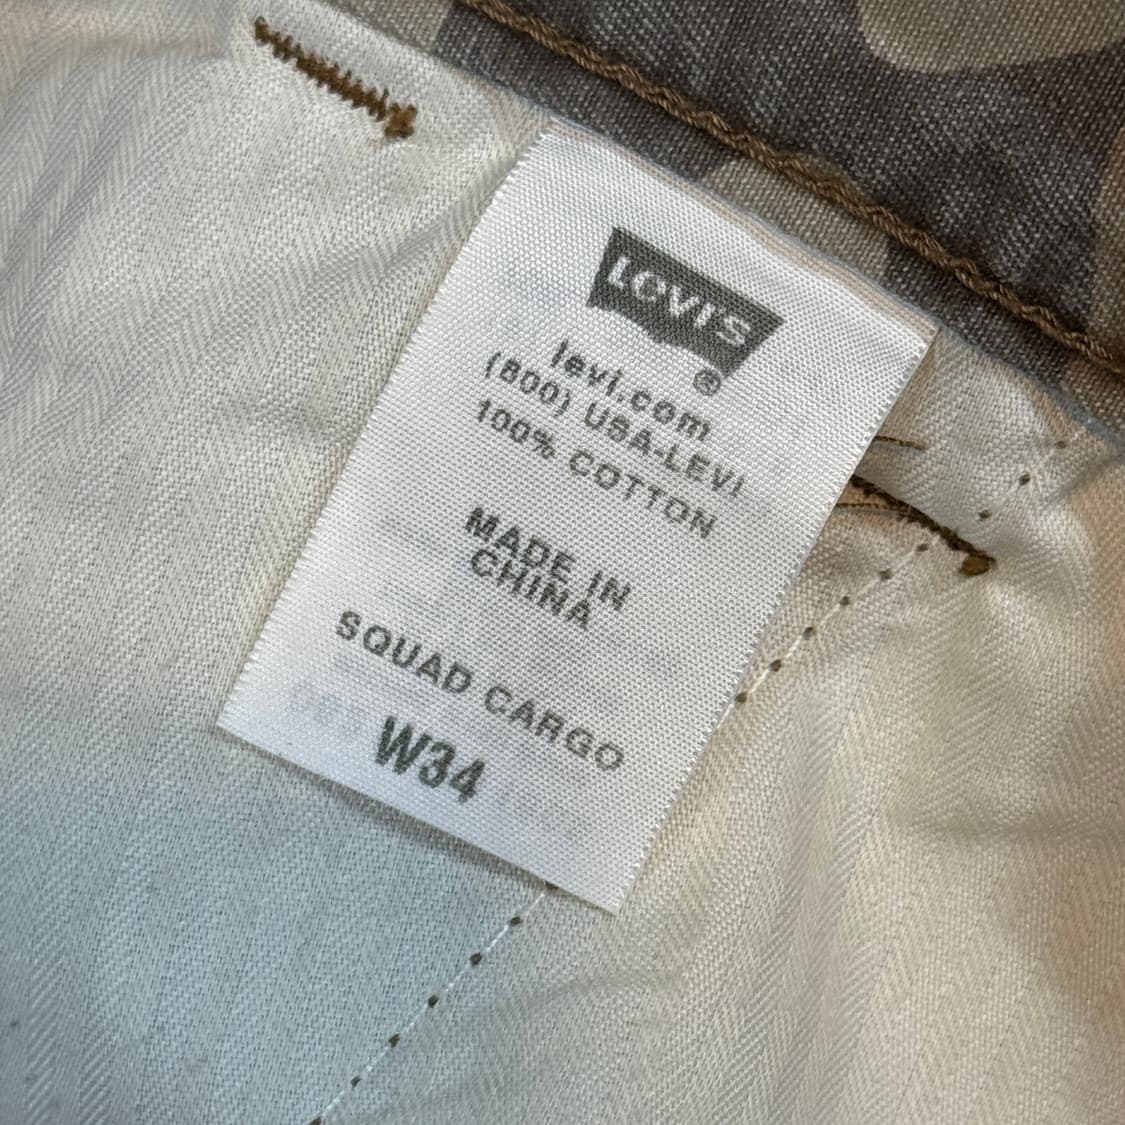 LEVI'S
®
levi.com
(800) USA-LEVI
100% COTTON
MADE IN
CHINA
SQUAD CARGO
W34